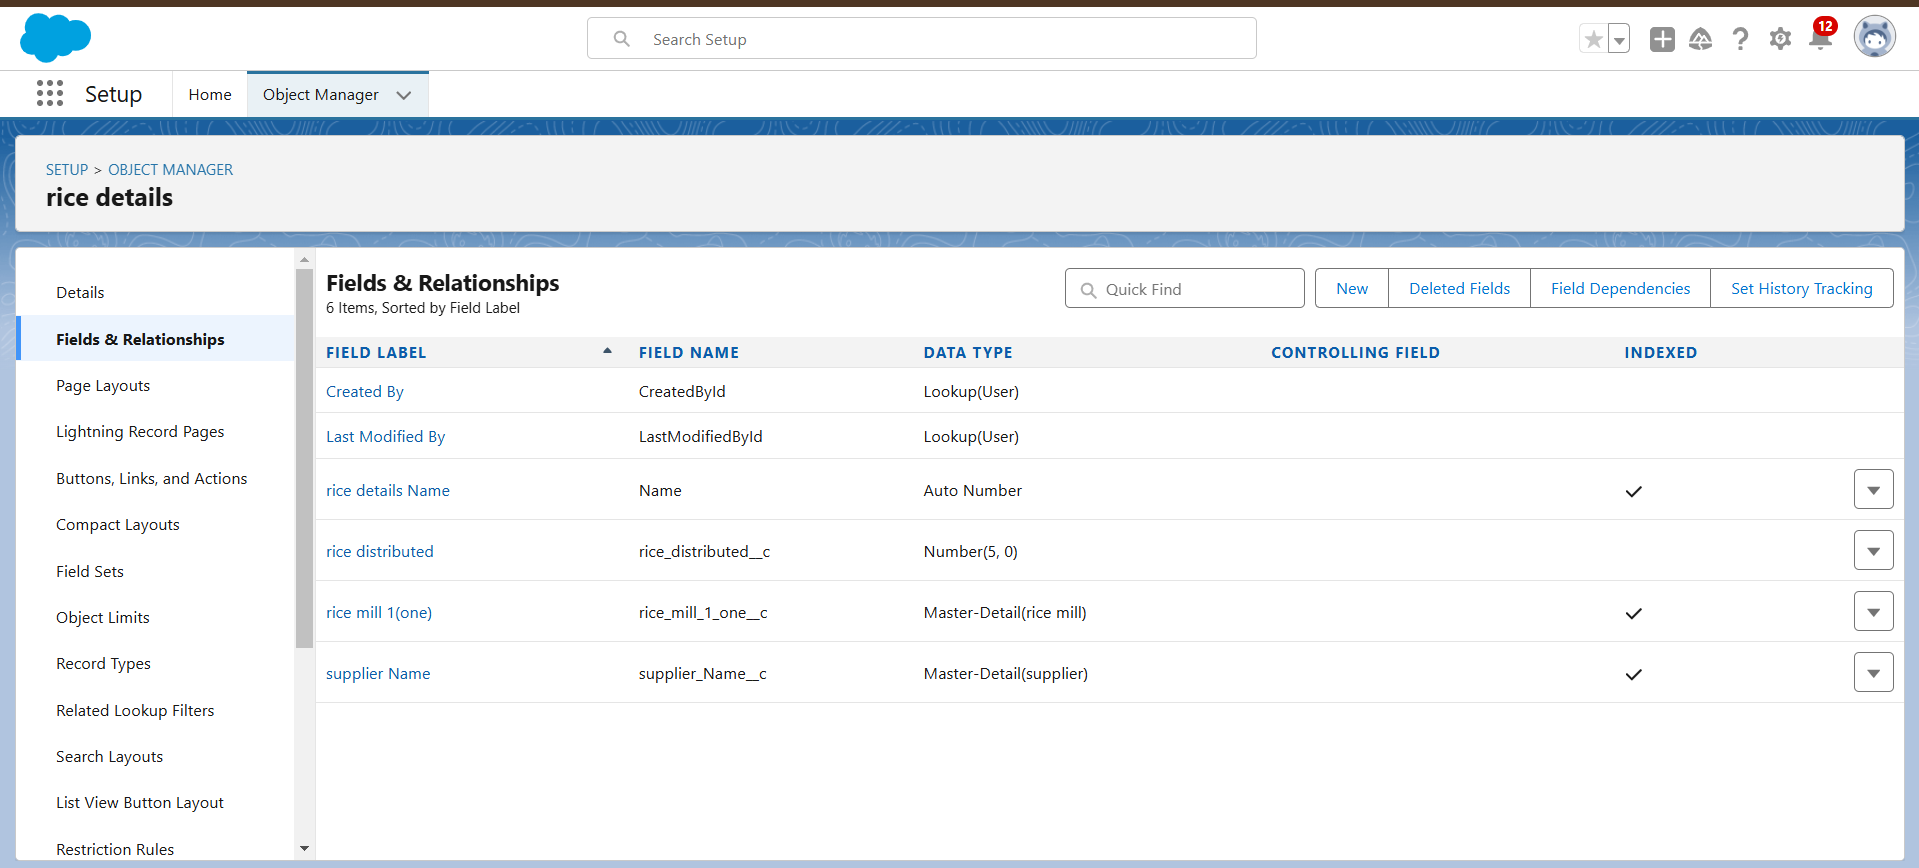 Search Setup
12
Setup
Home
Object Manager
SETUP > OBJECT MANAGER
rice details
Details
Fields & Relationships
Page Layouts
Lightning Record Pages
Buttons, Links, and Actions
Compact Layouts
Field Sets
Object Limits
Record Types
Related Lookup Filters
Search Layouts
List View Button Layout
Restriction Rules
Fields & Relationships
6 Items, Sorted by Field Label
Quick Find
New
Deleted Fields
Field Dependencies
Set History Tracking
FIELD LABEL FIELD NAME DATA TYPE CONTROLLING FIELD INDEXED
Created By CreatedById Lookup(User)
Last Modified By LastModifiedById Lookup(User)
rice details Name Name Auto Number
rice distributed rice_distributed__c Number(5, 0)
rice mill 1(one) rice_mill_1_one__c Master-Detail(rice mill)
supplier Name supplier_Name__c Master-Detail(supplier)